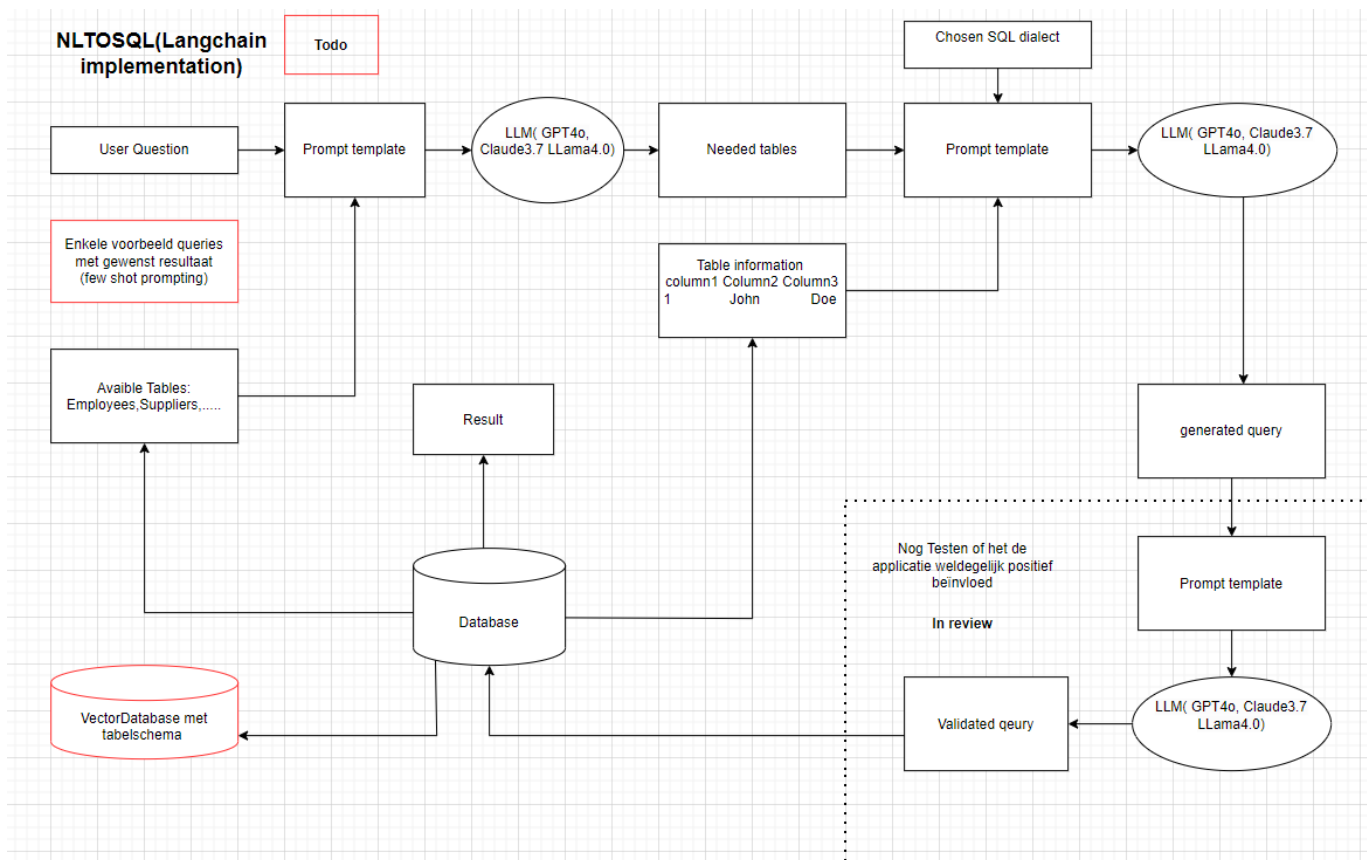 NLTOSQL(Langchain
implementation)
Todo
Chosen SQL dialect
User Question
Prompt template
LLM( GPT4o,
Claude3.7 LLama4.0)
Needed tables
Prompt template
LLM( GPT4o, Claude3.7
LLama4.0)
Enkele voorbeeld queries
met gewenst resultaat
(few shot prompting)
Table information
column1 Column2 Column3
1 John Doe
Avaible Tables:
Employees,Suppliers,.....
Result
generated query
Nog Testen of het de
applicatie weldegelijk positief
beïnvloed
In review
Prompt template
Database
VectorDatabase met
tabelschema
Validated qeury
LLM( GPT4o, Claude3.7
LLama4.0)